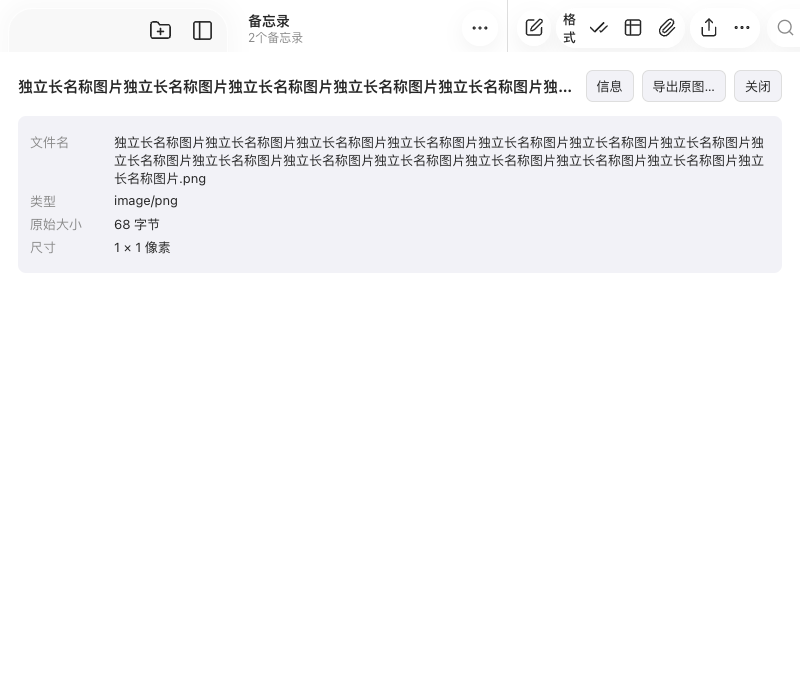 备忘录
2个备忘录
格式
独立长名称图片独立长名称图片独立长名称图片独立长名称图片独立长名称图片独...
信息
导出原图...
关闭
文件名
独立长名称图片独立长名称图片独立长名称图片独立长名称图片独立长名称图片独立长名称图片独立长名称图片独
立长名称图片独立长名称图片独立长名称图片独立长名称图片独立长名称图片独立长名称图片独立长名称图片独立
长名称图片.png
类型
image/png
原始大小
68 字节
尺寸
1 × 1 像素